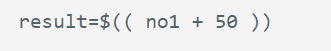 result=$(( no1 + 50 ))